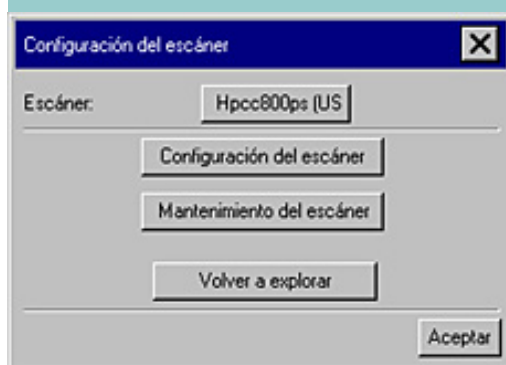 Configuración del escáner
Escáner: Hpcc800ps (US
Configuración del escáner
Mantenimiento del escáner
Volver a explorar
Aceptar